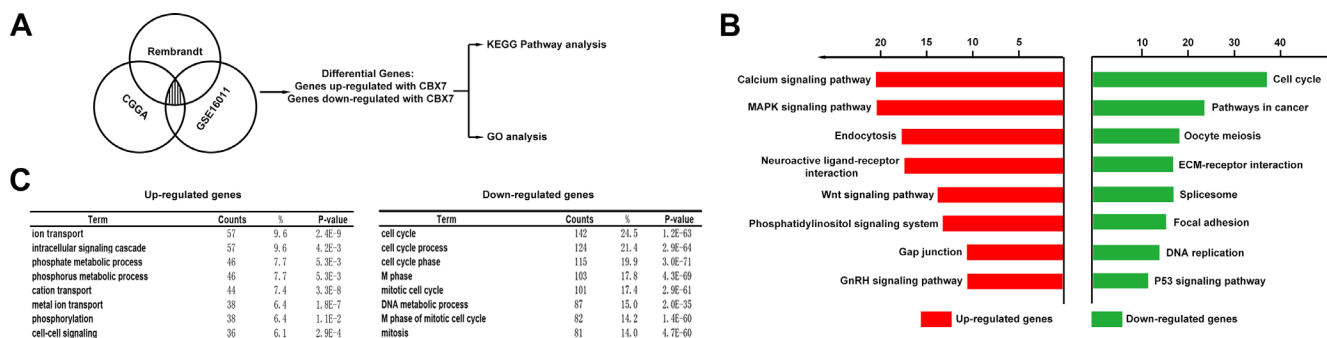 A
Rembrandt
CGGA
GSE16011
Differential Genes:
Genes up-regulated with CBX7
Genes down-regulated with CBX7
KEGG Pathway analysis
GO analysis
B
20 15 10 5
10 20 30 40
Calcium signaling pathway
Cell cycle
MAPK signaling pathway
Pathways in cancer
Endocytosis
Oocyte meiosis
Neuroactive ligand-receptor
interaction
ECM-receptor interaction
Wnt signaling pathway
Splicesome
Phosphatidylinositol signaling system
Focal adhesion
Gap junction
DNA replication
GnRH signaling pathway
P53 signaling pathway
Up-regulated genes
Down-regulated genes
C
Up-regulated genes
Term Counts % P-value
ion transport 57 9.6 2.4E-9
intracellular signaling cascade 57 9.6 4.2E-3
phosphate metabolic process 46 7.7 5.3E-3
phosphorus metabolic process 46 7.7 5.3E-3
cation transport 44 7.4 3.3E-8
metal ion transport 38 6.4 1.8E-7
phosphorylation 38 6.4 1.1E-2
cell-cell signaling 36 6.1 2.9E-4
Down-regulated genes
Term Counts % P-value
cell cycle 142 24.5 1.2E-63
cell cycle process 124 21.4 2.9E-64
cell cycle phase 115 19.9 3.0E-71
M phase 103 17.8 4.3E-69
mitotic cell cycle 101 17.4 2.9E-61
DNA metabolic process 87 15.0 2.0E-35
M phase of mitotic cell cycle 82 14.2 1.4E-60
mitosis 81 14.0 4.7E-60